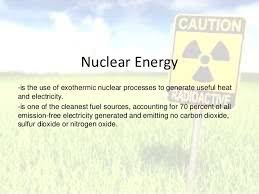 CAUTION
Nuclear Energy
-is the use of exothermic nuclear processes to generate useful heat
and electricity.
RADIOACTIVE
-is one of the cleanest fuel sources, accounting for 70 percent of all
emission-free electricity generated and emitting no carbon dioxide,
sulfur dioxide or nitrogen oxide.